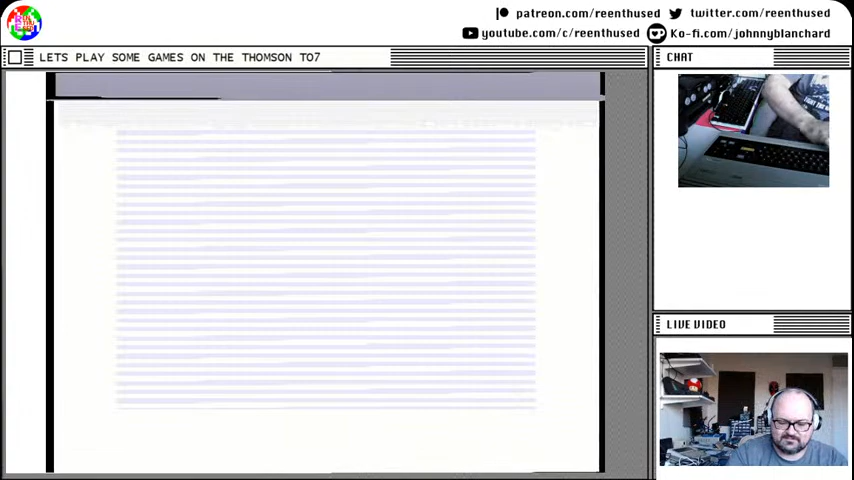 patreon.com/reenthused
twitter.com/reenthused
youtube.com/c/reenthused
Ko-fi.com/johnnyblanchard
LETS PLAY SOME GAMES ON THE THOMSON TO7
CHAT
LIVE VIDEO